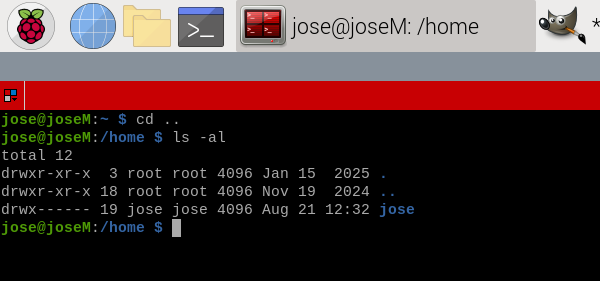 jose@joseM: /home
*
jose@joseM:~ $ cd ..
jose@joseM:/home $ ls -al
total 12
drwxr-xr-x  3 root root 4096 Jan 15  2025 .
drwxr-xr-x 18 root root 4096 Nov 19  2024 ..
drwx------ 19 jose jose 4096 Aug 21 12:32 jose
jose@joseM:/home $